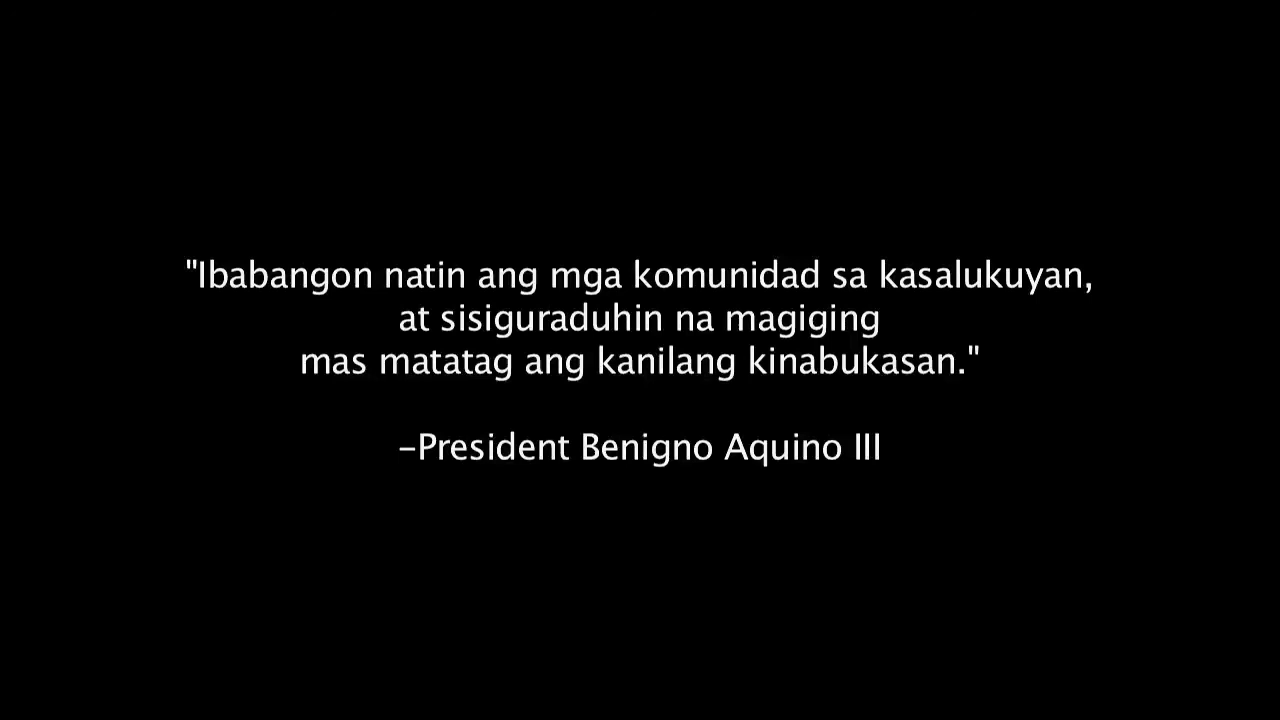 "Ibabangon natin ang mga komunidad sa kasalukuyan,
at sisiguraduhin na magiging
mas matatag ang kanilang kinabukasan."
–President Benigno Aquino III